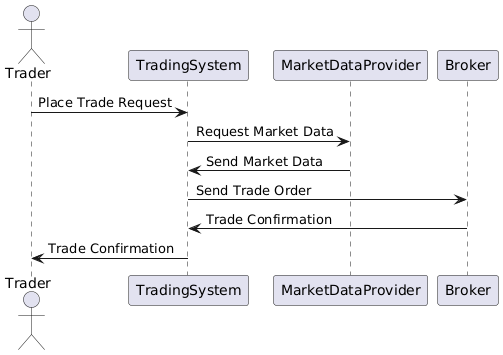 TradingSystem MarketDataProvider Broker
Trader
Place Trade Request
Request Market Data
Send Market Data
Send Trade Order
Trade Confirmation
Trade Confirmation
Trader
TradingSystem MarketDataProvider Broker